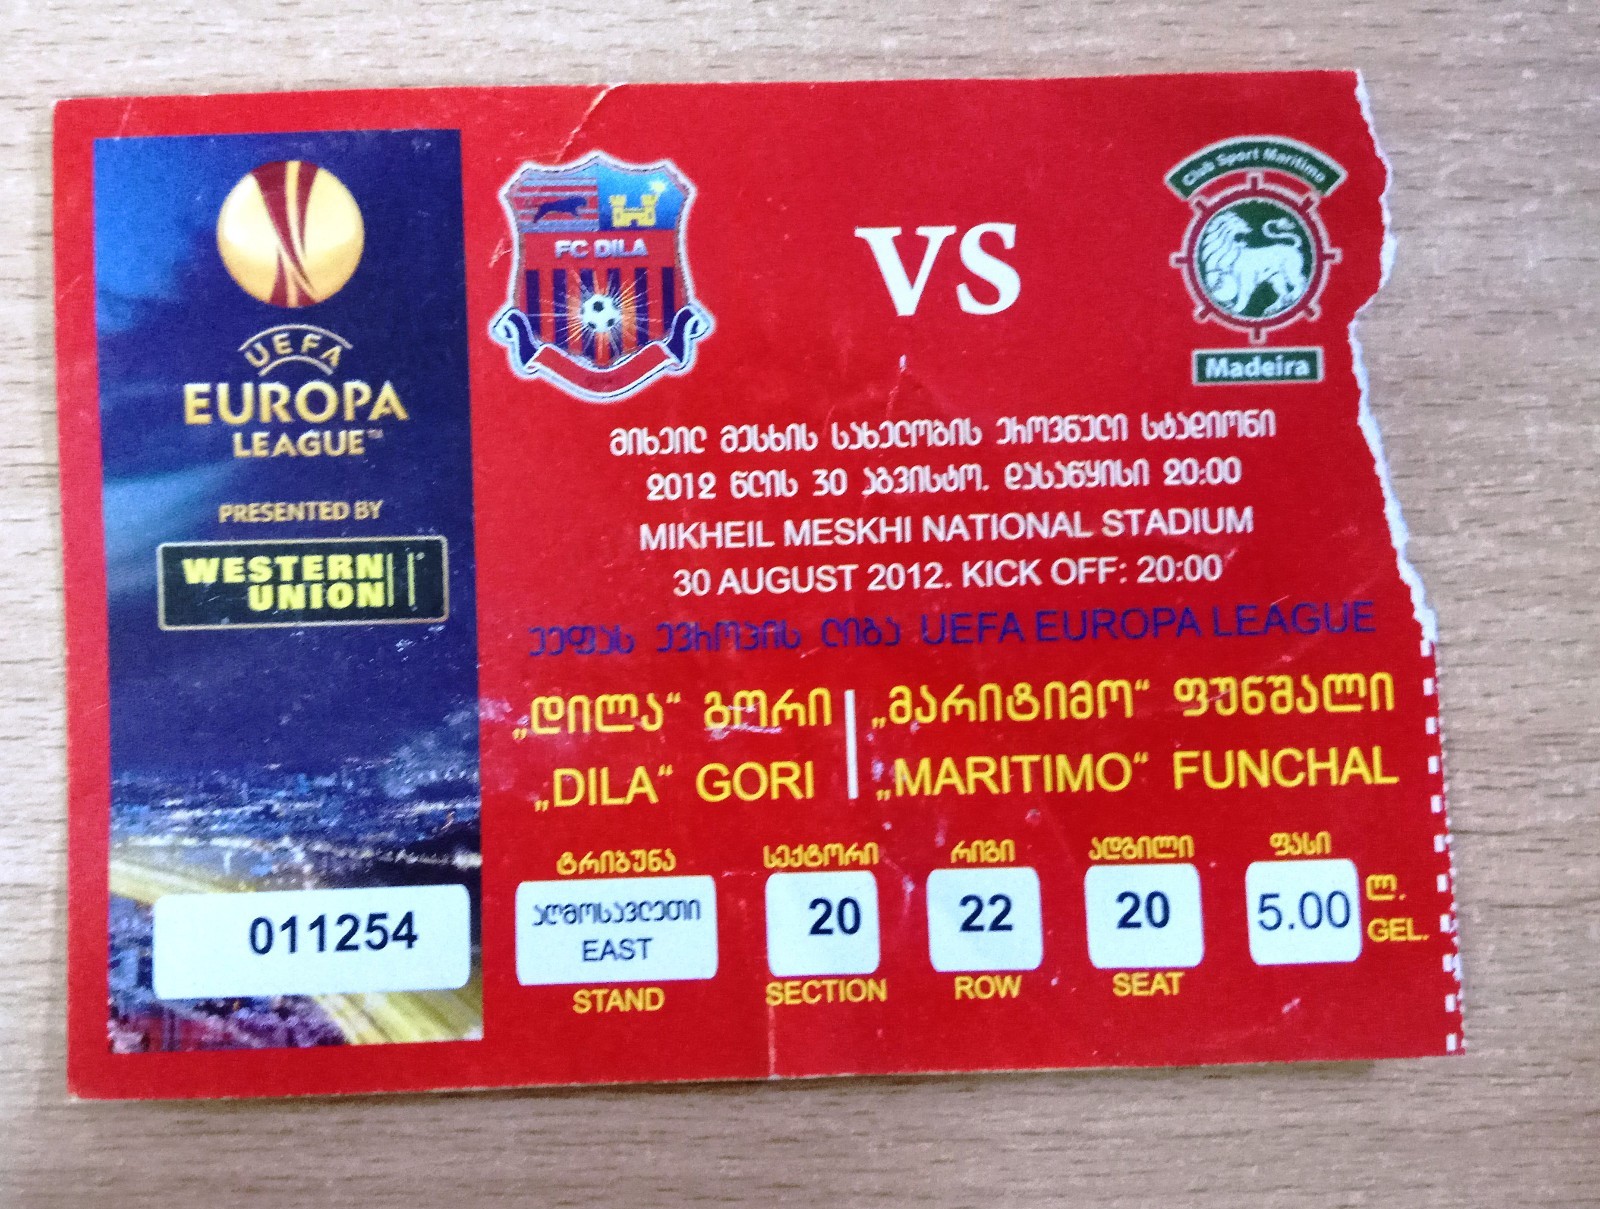 UEFA
EUROPA
LEAGUE™
PRESENTED BY
WESTERN
UNION
011254
FC DILA
VS
Club Sport Maritimo
Madeira
მიხეილ მესხის სახელობის ეროვნული სტადიონი
2012 წლის 30 აგვისტო. დასაწყისი 20:00
MIKHEIL MESKHI NATIONAL STADIUM
30 AUGUST 2012. KICK OFF: 20:00
უეფას ევროპის ლიგა UEFA EUROPA LEAGUE
„დილა“ გორი | „მარიტიმო“ ფუნშალი
„DILA“ GORI | „MARITIMO“ FUNCHAL
ტრიბუნა სექტორი რიგი ადგილი ფასი
აღმოსავლეთი
EAST
20 22 20 5.00 ლ.
GEL.
STAND SECTION ROW SEAT